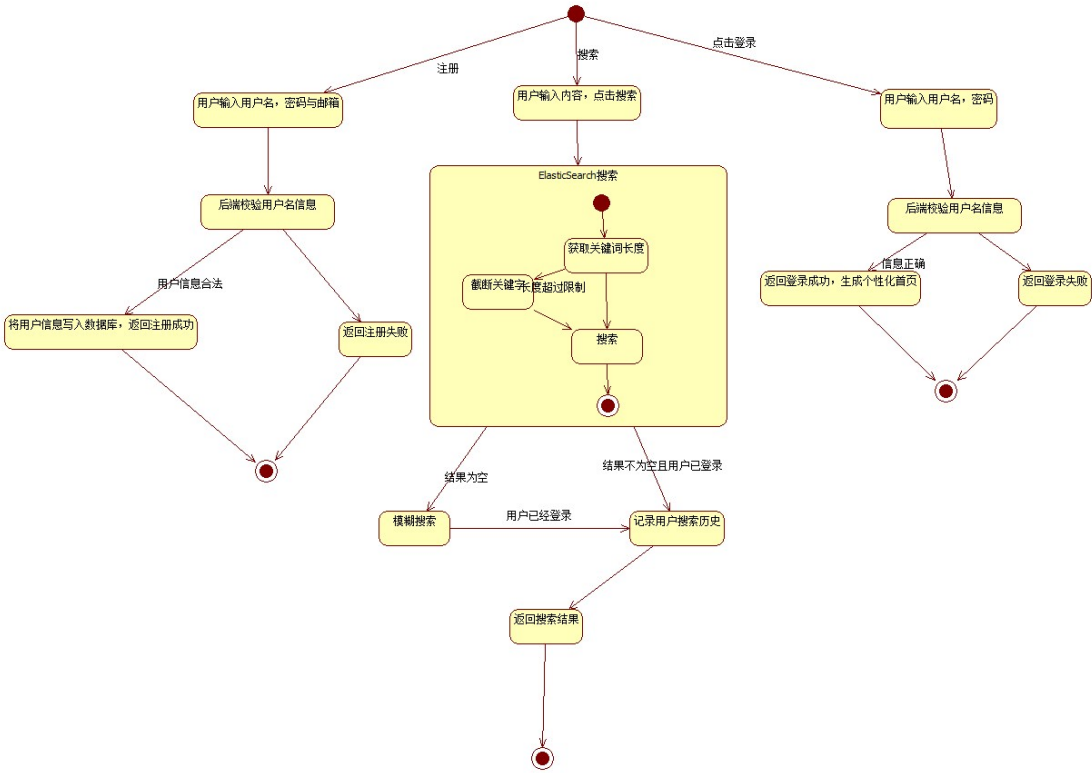 注册
搜索
点击登录
用户输入用户名，密码与邮箱
用户输入内容，点击搜索
用户输入用户名，密码
ElasticSearch搜索
后端校验用户名信息
后端校验用户名信息
获取关键词长度
信息正确
用户信息合法
截断关键字
长度超过限制
返回登录成功，生成个性化首页
返回登录失败
将用户信息写入数据库，返回注册成功
返回注册失败
搜索
结果为空
结果不为空且用户已登录
模糊搜索
用户已经登录
记录用户搜索历史
返回搜索结果